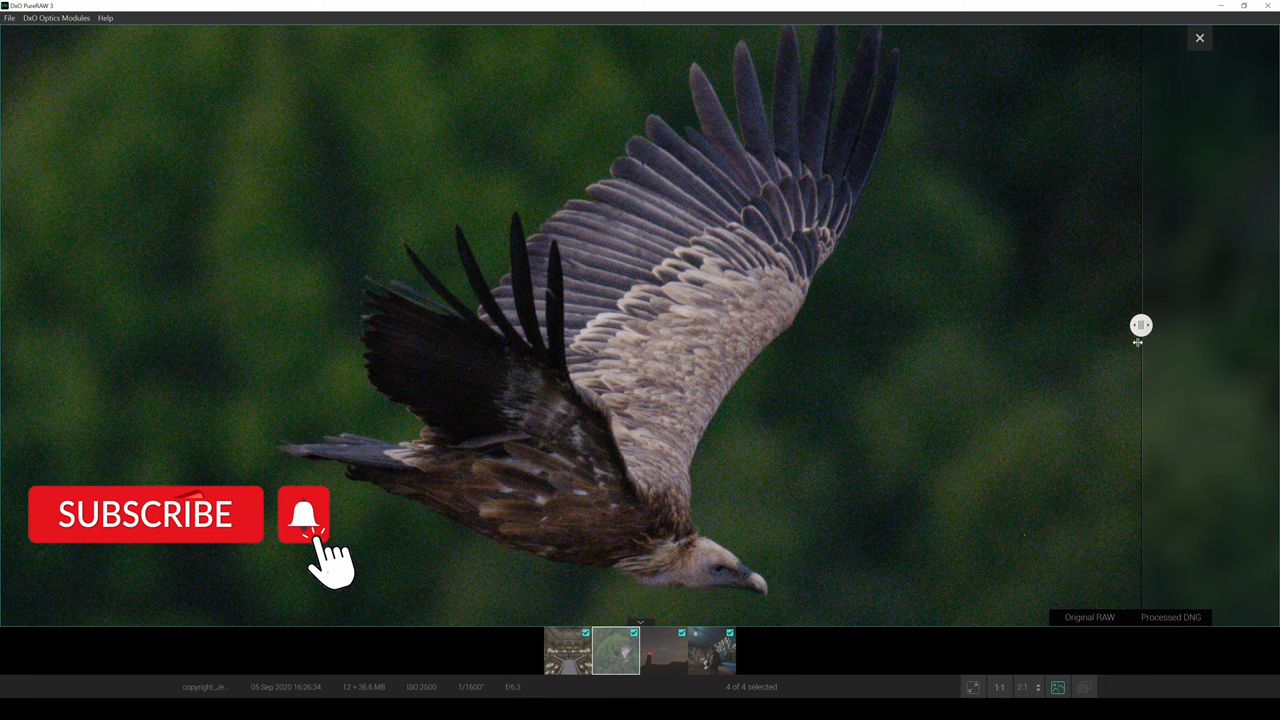 DxO PureRAW 3
File DxO Optics Modules Help
SUBSCRIBE
Original RAW Processed DNG
copyright_Je... 05 Sep 2020 16:26:34 12 + 36.6 MB ISO 2500 1/1600" f/6.3 4 of 4 selected 1:1 2:1